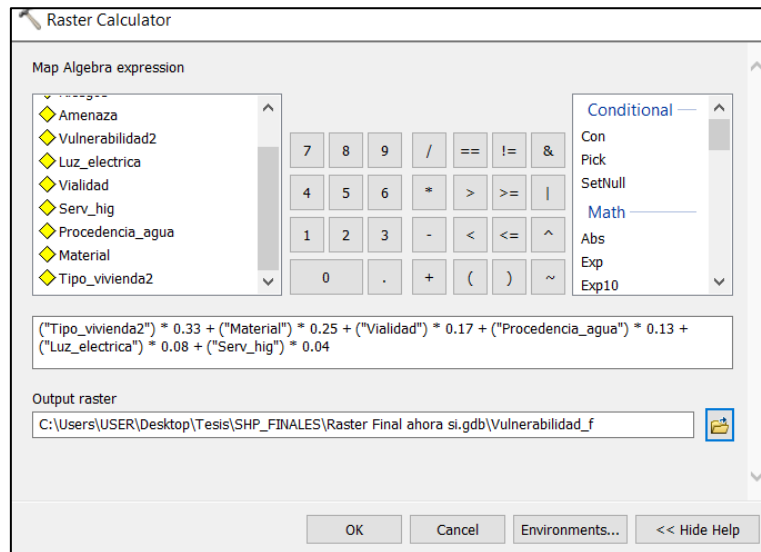 Raster Calculator
Map Algebra expression
Amenaza
Vulnerabilidad2
Luz_electrica
Vialidad
Serv_hig
Procedencia_agua
Material
Tipo_vivienda2
7 8 9 / == != &
4 5 6 * > >= |
1 2 3 - < <= ^
0 . + ( ) ~
Conditional
Con
Pick
SetNull
Math
Abs
Exp
Exp10
("Tipo_vivienda2") * 0.33 + ("Material") * 0.25 + ("Vialidad") * 0.17 + ("Procedencia_agua") * 0.13 +
("Luz_electrica") * 0.08 + ("Serv_hig") * 0.04
Output raster
C:\Users\USER\Desktop\Tesis\SHP_FINALES\Raster Final ahora si.gdb\Vulnerabilidad_f
OK Cancel Environments... << Hide Help